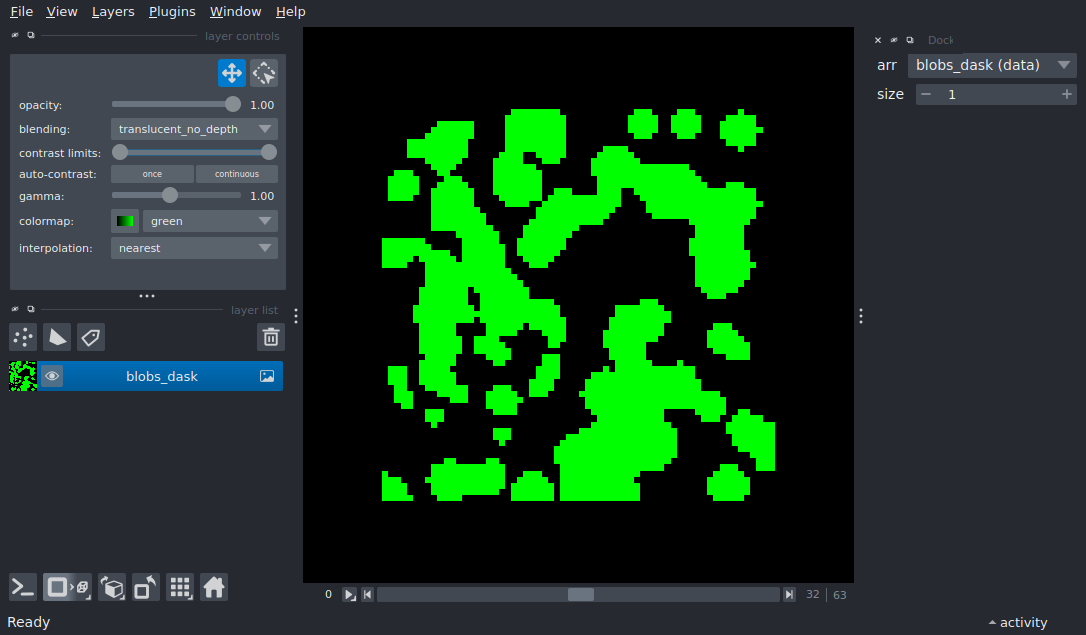 File View Layers Plugins Window Help
layer controls
opacity: 1.00
blending: translucent_no_depth
contrast limits:
auto-contrast: once continuous
gamma: 1.00
colormap: green
interpolation: nearest
layer list
blobs_dask
0 32 63
Ready
activity
Dock
arr blobs_dask (data)
size 1